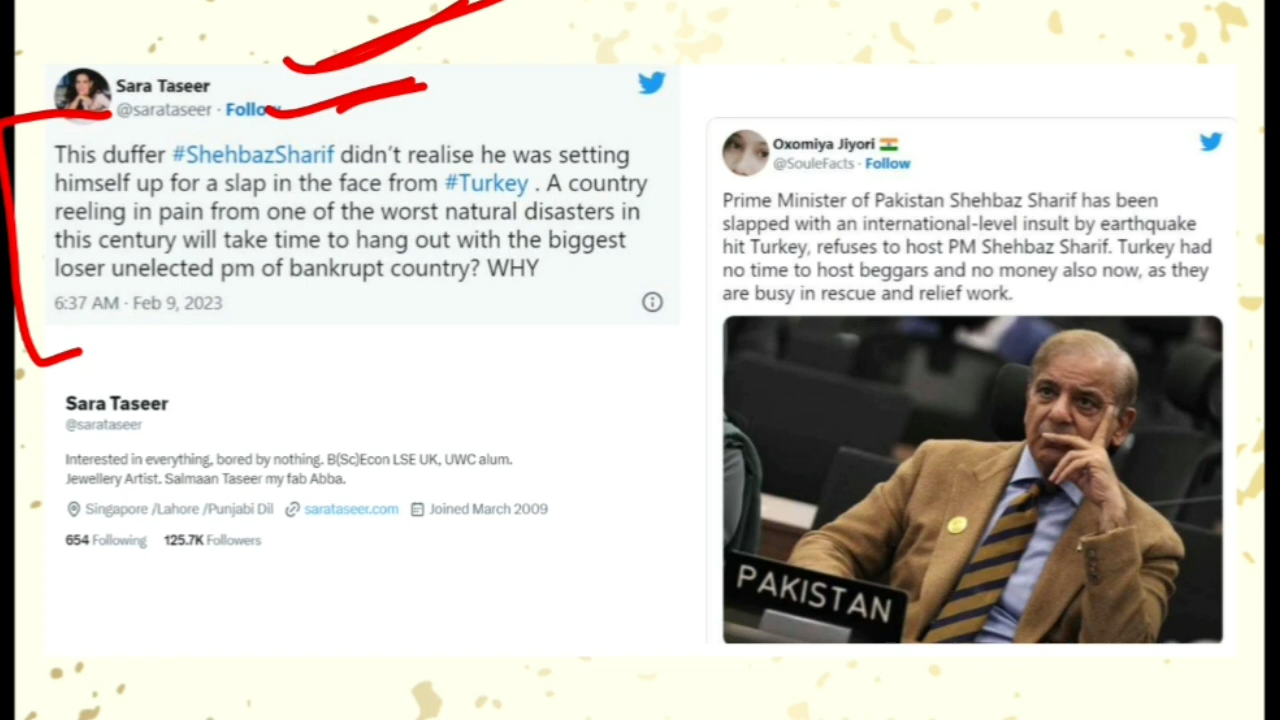 Sara Taseer
@sarataseer · Follow
This duffer #ShehbazSharif didn't realise he was setting
himself up for a slap in the face from #Turkey . A country
reeling in pain from one of the worst natural disasters in
this century will take time to hang out with the biggest
loser unelected pm of bankrupt country? WHY
6:37 AM · Feb 9, 2023
Sara Taseer
@sarataseer
Interested in everything, bored by nothing. B(Sc)Econ LSE UK, UWC alum.
Jewellery Artist. Salmaan Taseer my fab Abba.
Singapore /Lahore /Punjabi Dil sarataseer.com Joined March 2009
654 Following 125.7K Followers
Oxomiya Jiyori
@SouleFacts · Follow
Prime Minister of Pakistan Shehbaz Sharif has been
slapped with an international-level insult by earthquake
hit Turkey, refuses to host PM Shehbaz Sharif. Turkey had
no time to host beggars and no money also now, as they
are busy in rescue and relief work.
PAKISTAN